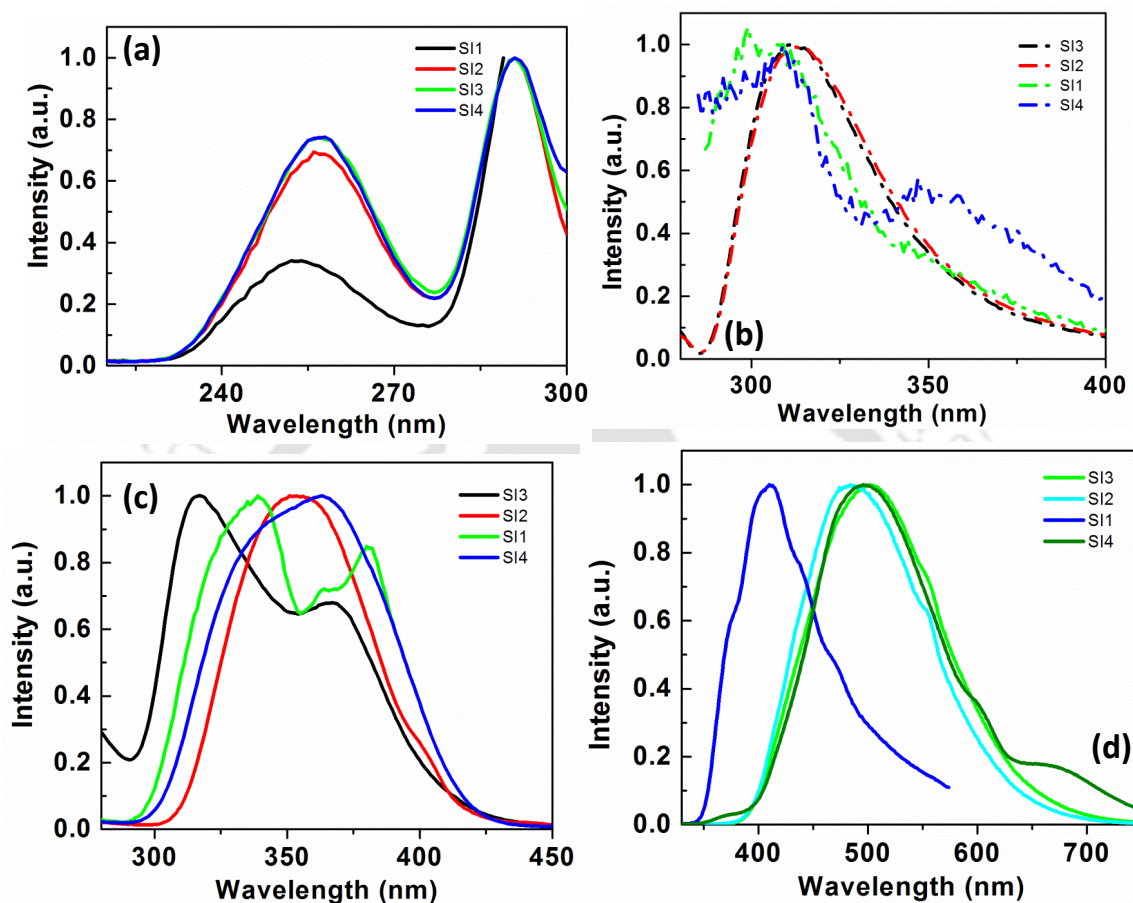 (a)
SI1
SI2
SI3
SI4
Intensity (a.u.)
1.0
0.8
0.6
0.4
0.2
0.0
240 270 300
Wavelength (nm)
(b)
SI3
SI2
SI1
SI4
Intensity (a.u.)
1.0
0.8
0.6
0.4
0.2
0.0
300 350 400
Wavelength (nm)
(c)
SI3
SI2
SI1
SI4
Intensity (a.u.)
1.0
0.8
0.6
0.4
0.2
0.0
300 350 400 450
Wavelength (nm)
SI3
SI2
SI1
SI4
(d)
Intensity (a.u.)
1.0
0.8
0.6
0.4
0.2
0.0
400 500 600 700
Wavelength (nm)